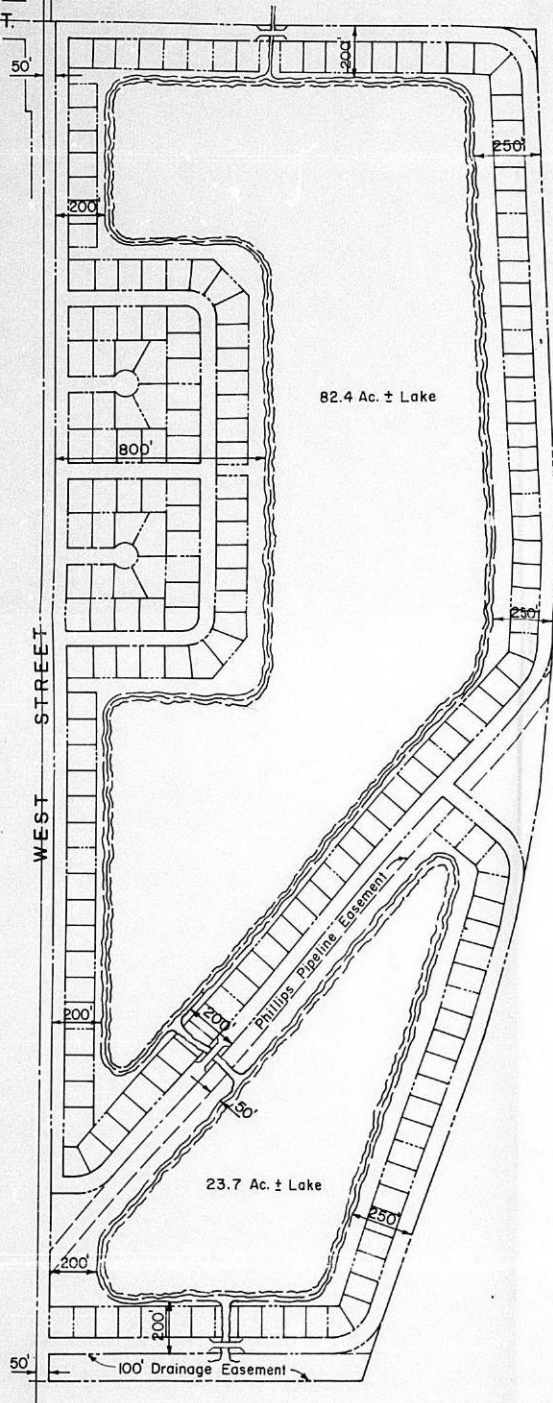 T.
50'
200'
250'
200'
82.4 Ac. ± Lake
800'
250'
WEST STREET
Phillips Pipeline Easement
200'
200'
50'
23.7 Ac. ± Lake
250'
200'
200'
50'
100' Drainage Easement